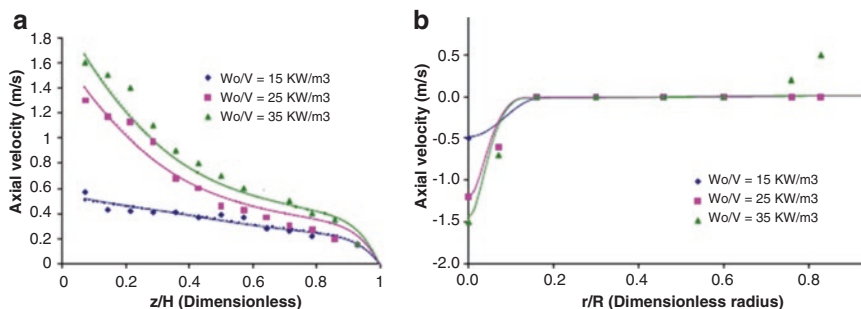 a
1.8
1.6
1.4
1.2
1
0.8
0.6
0.4
0.2
0
Axial velocity (m/s)
Wo/V = 15 KW/m3
Wo/V = 25 KW/m3
Wo/V = 35 KW/m3
0 0.2 0.4 0.6 0.8 1
z/H (Dimensionless)
b
0.5
0.0
-0.5
-1.0
-1.5
-2.0
Axial velocity (m/s)
Wo/V = 15 KW/m3
Wo/V = 25 KW/m3
Wo/V = 35 KW/m3
0.0 0.2 0.4 0.6 0.8
r/R (Dimensionless radius)